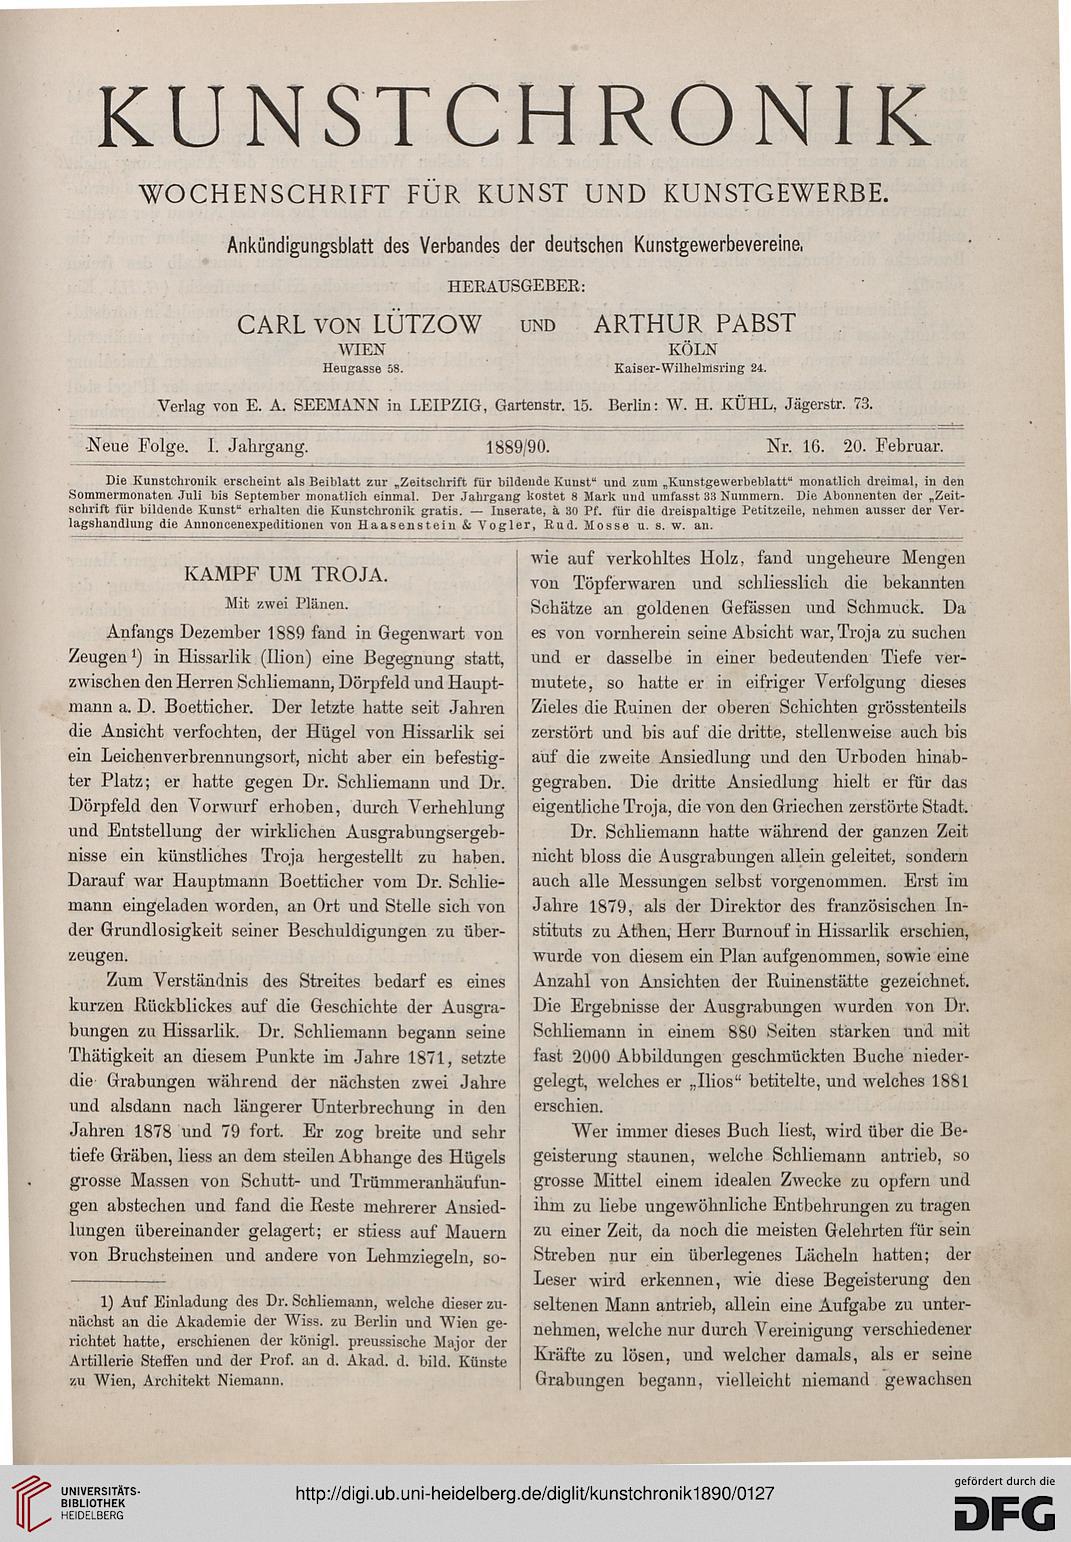 KUNSTCHRONIK
WOCHENSCHRIFT FÜR KUNST UND KUNSTGEWERBE.
Ankündigungsblatt des Verbandes der deutschen Kunstgewerbevereine.
HERAUSGEBER:
CARL VON LÜTZOW UND ARTHUR PABST
WIEN KÖLN
Heugasse 58. Kaiser-Wilhelmsring 24.
Verlag von E. A. SEEMANN in LEIPZIG, Gartenstr. 15. Berlin: W. H. KÜHL, Jägerstr. 73.
Neue Folge. I. Jahrgang. 1889/90. Nr. 16. 20. Februar.
Die Kunstchronik erscheint als Beiblatt zur „Zeitschrift für bildende Kunst“ und zum „Kunstgewerbeblatt“ monatlich dreimal, in den
Sommermonaten Juli bis September monatlich einmal. Der Jahrgang kostet 8 Mark und umfasst 33 Nummern. Die Abonnenten der „Zeit-
schrift für bildende Kunst“ erhalten die Kunstchronik gratis. — Inserate, à 30 Pf. für die dreispaltige Petitzeile, nehmen ausser der Ver-
lagshandlung die Annoncenexpeditionen von Haasenstein & Vogler, Rud. Mosse u. s. w. an.
KAMPF UM TROJA.
Mit zwei Plänen.
Anfangs Dezember 1889 fand in Gegenwart von
Zeugen ¹) in Hissarlik (Ilion) eine Begegnung statt,
zwischen den Herren Schliemann, Dörpfeld und Haupt-
mann a. D. Boetticher. Der letzte hatte seit Jahren
die Ansicht verfochten, der Hügel von Hissarlik sei
ein Leichenverbrennungsort, nicht aber ein befestig-
ter Platz; er hatte gegen Dr. Schliemann und Dr.
Dörpfeld den Vorwurf erhoben, durch Verhehlung
und Entstellung der wirklichen Ausgrabungsergeb-
nisse ein künstliches Troja hergestellt zu haben.
Darauf war Hauptmann Boetticher vom Dr. Schlie-
mann eingeladen worden, an Ort und Stelle sich von
der Grundlosigkeit seiner Beschuldigungen zu über-
zeugen.
Zum Verständnis des Streites bedarf es eines
kurzen Rückblickes auf die Geschichte der Ausgra-
bungen zu Hissarlik. Dr. Schliemann begann seine
Thätigkeit an diesem Punkte im Jahre 1871, setzte
die Grabungen während der nächsten zwei Jahre
und alsdann nach längerer Unterbrechung in den
Jahren 1878 und 79 fort. Er zog breite und sehr
tiefe Gräben, liess an dem steilen Abhange des Hügels
grosse Massen von Schutt- und Trümmeranhäufun-
gen abstechen und fand die Reste mehrerer Ansied-
lungen übereinander gelagert; er stiess auf Mauern
von Bruchsteinen und andere von Lehmziegeln, so-
1) Auf Einladung des Dr. Schliemann, welche dieser zu-
nächst an die Akademie der Wiss. zu Berlin und Wien ge-
richtet hatte, erschienen der königl. preussische Major der
Artillerie Steffen und der Prof. an d. Akad. d. bild. Künste
zu Wien, Architekt Niemann.
wie auf verkohltes Holz, fand ungeheure Mengen
von Töpferwaren und schliesslich die bekannten
Schätze an goldenen Gefässen und Schmuck. Da
es von vornherein seine Absicht war, Troja zu suchen
und er dasselbe in einer bedeutenden Tiefe ver-
mutete, so hatte er in eifriger Verfolgung dieses
Zieles die Ruinen der oberen Schichten grösstenteils
zerstört und bis auf die dritte, stellenweise auch bis
auf die zweite Ansiedlung und den Urboden hinab-
gegraben. Die dritte Ansiedlung hielt er für das
eigentliche Troja, die von den Griechen zerstörte Stadt.
Dr. Schliemann hatte während der ganzen Zeit
nicht bloss die Ausgrabungen allein geleitet, sondern
auch alle Messungen selbst vorgenommen. Erst im
Jahre 1879, als der Direktor des französischen In-
stituts zu Athen, Herr Burnouf in Hissarlik erschien,
wurde von diesem ein Plan aufgenommen, sowie eine
Anzahl von Ansichten der Ruinenstätte gezeichnet.
Die Ergebnisse der Ausgrabungen wurden von Dr.
Schliemann in einem 880 Seiten starken und mit
fast 2000 Abbildungen geschmückten Buche nieder-
gelegt, welches er „Ilios“ betitelte, und welches 1881
erschien.
Wer immer dieses Buch liest, wird über die Be-
geisterung staunen, welche Schliemann antrieb, so
grosse Mittel einem idealen Zwecke zu opfern und
ihm zu liebe ungewöhnliche Entbehrungen zu tragen
zu einer Zeit, da noch die meisten Gelehrten für sein
Streben nur ein überlegenes Lächeln hatten; der
Leser wird erkennen, wie diese Begeisterung den
seltenen Mann antrieb, allein eine Aufgabe zu unter-
nehmen, welche nur durch Vereinigung verschiedener
Kräfte zu lösen, und welcher damals, als er seine
Grabungen begann, vielleicht niemand gewachsen
UNIVERSITÄTS-
BIBLIOTHEK
HEIDELBERG
http://digi.ub.uni-heidelberg.de/diglit/kunstchronik1890/0127
gefördert durch die
DFG